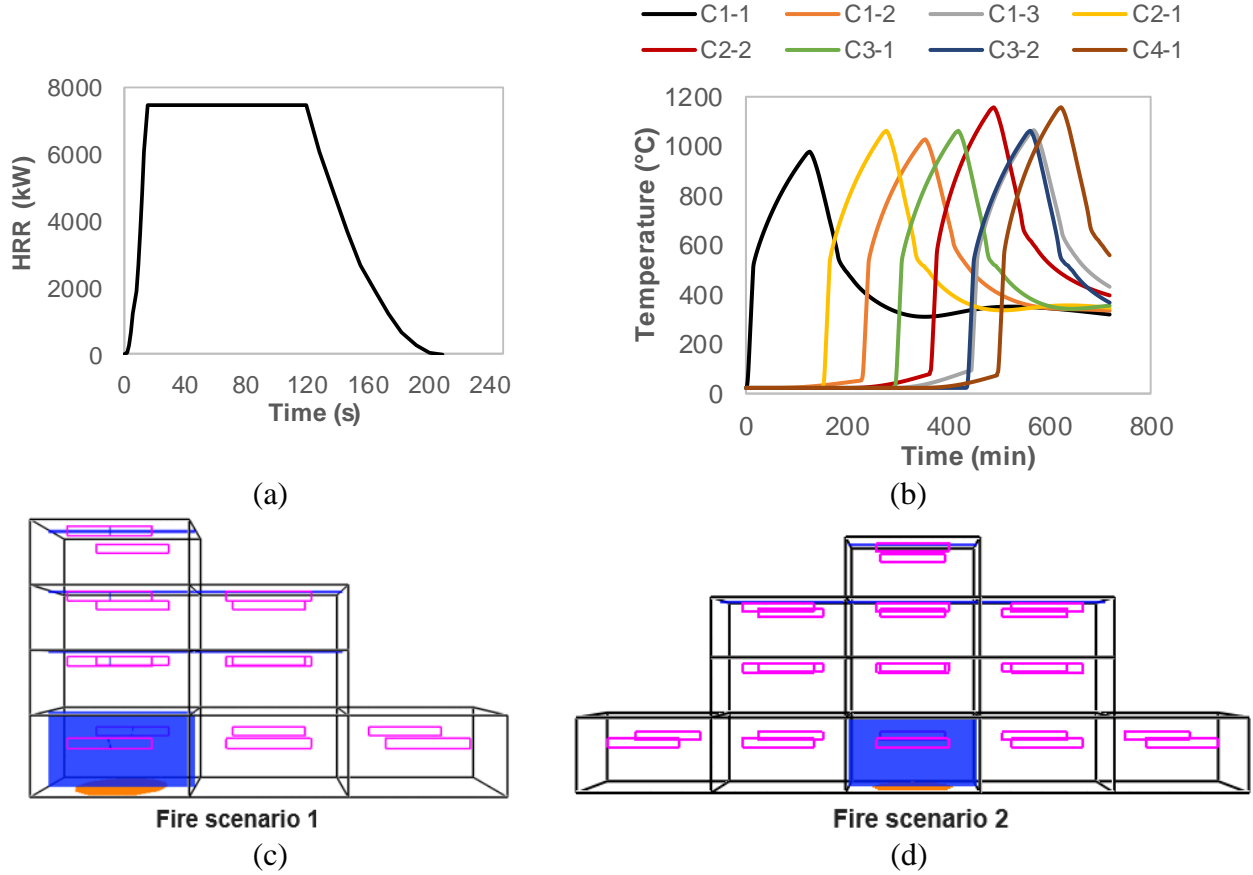 C1-1 C1-2 C1-3 C2-1
C2-2 C3-1 C3-2 C4-1
HRR (kW)
8000
6000
4000
2000
0
0 40 80 120 160 200 240
Time (s)
(a)
Temperature (°C)
1200
1000
800
600
400
200
0
0 200 400 600 800
Time (min)
(b)
Fire scenario 1
(c)
Fire scenario 2
(d)